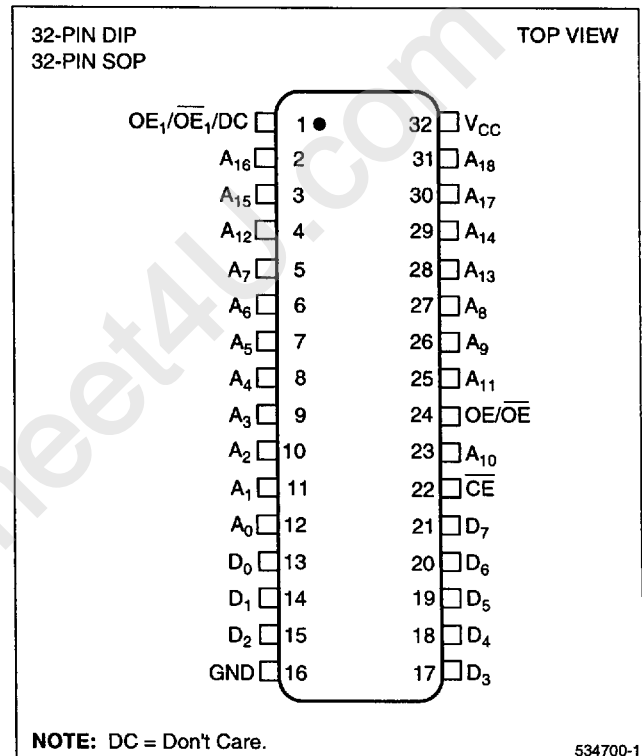 32-PIN DIP TOP VIEW
32-PIN SOP
OE₁/O̅E̅₁/DC 1 ● 32 V_CC
A₁₆ 2 31 A₁₈
A₁₅ 3 30 A₁₇
A₁₂ 4 29 A₁₄
A₇ 5 28 A₁₃
A₆ 6 27 A₈
A₅ 7 26 A₉
A₄ 8 25 A₁₁
A₃ 9 24 OE/O̅E̅
A₂ 10 23 A₁₀
A₁ 11 22 C̅E̅
A₀ 12 21 D₇
D₀ 13 20 D₆
D₁ 14 19 D₅
D₂ 15 18 D₄
GND 16 17 D₃
NOTE: DC = Don't Care.
534700-1
heet4U.com